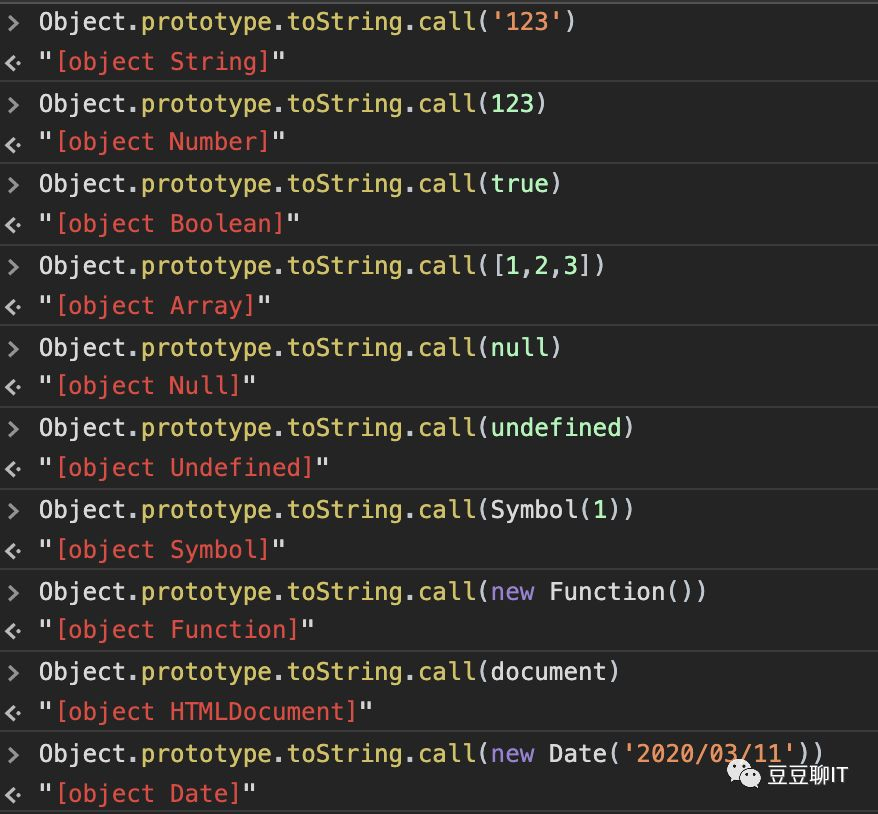 > Object.prototype.toString.call('123')
"[object String]"
> Object.prototype.toString.call(123)
"[object Number]"
> Object.prototype.toString.call(true)
"[object Boolean]"
> Object.prototype.toString.call([1,2,3])
"[object Array]"
> Object.prototype.toString.call(null)
"[object Null]"
> Object.prototype.toString.call(undefined)
"[object Undefined]"
> Object.prototype.toString.call(Symbol(1))
"[object Symbol]"
> Object.prototype.toString.call(new Function())
"[object Function]"
> Object.prototype.toString.call(document)
"[object HTMLDocument]"
> Object.prototype.toString.call(new Date('2020/03/11'))
豆豆聊IT
"[object Date]"